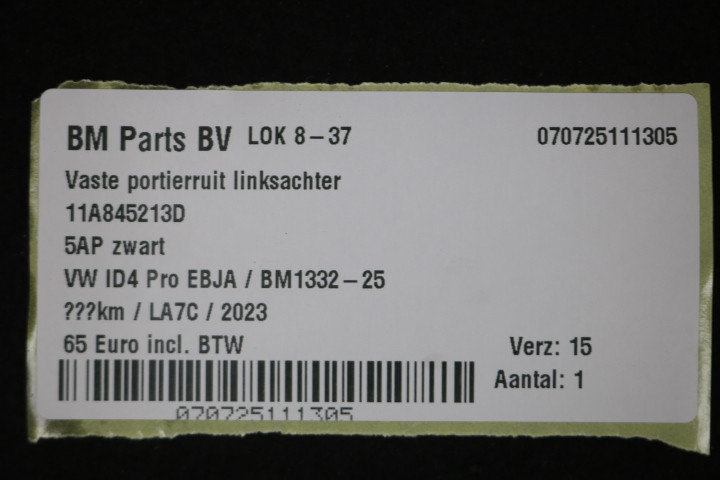 BM Parts BV LOK 8-37 070725111305
Vaste portierruit linksachter
11A845213D
5AP zwart
VW ID4 Pro EBJA / BM1332-25
???km / LA7C / 2023
65 Euro incl. BTW Verz: 15
Aantal: 1
070725111305